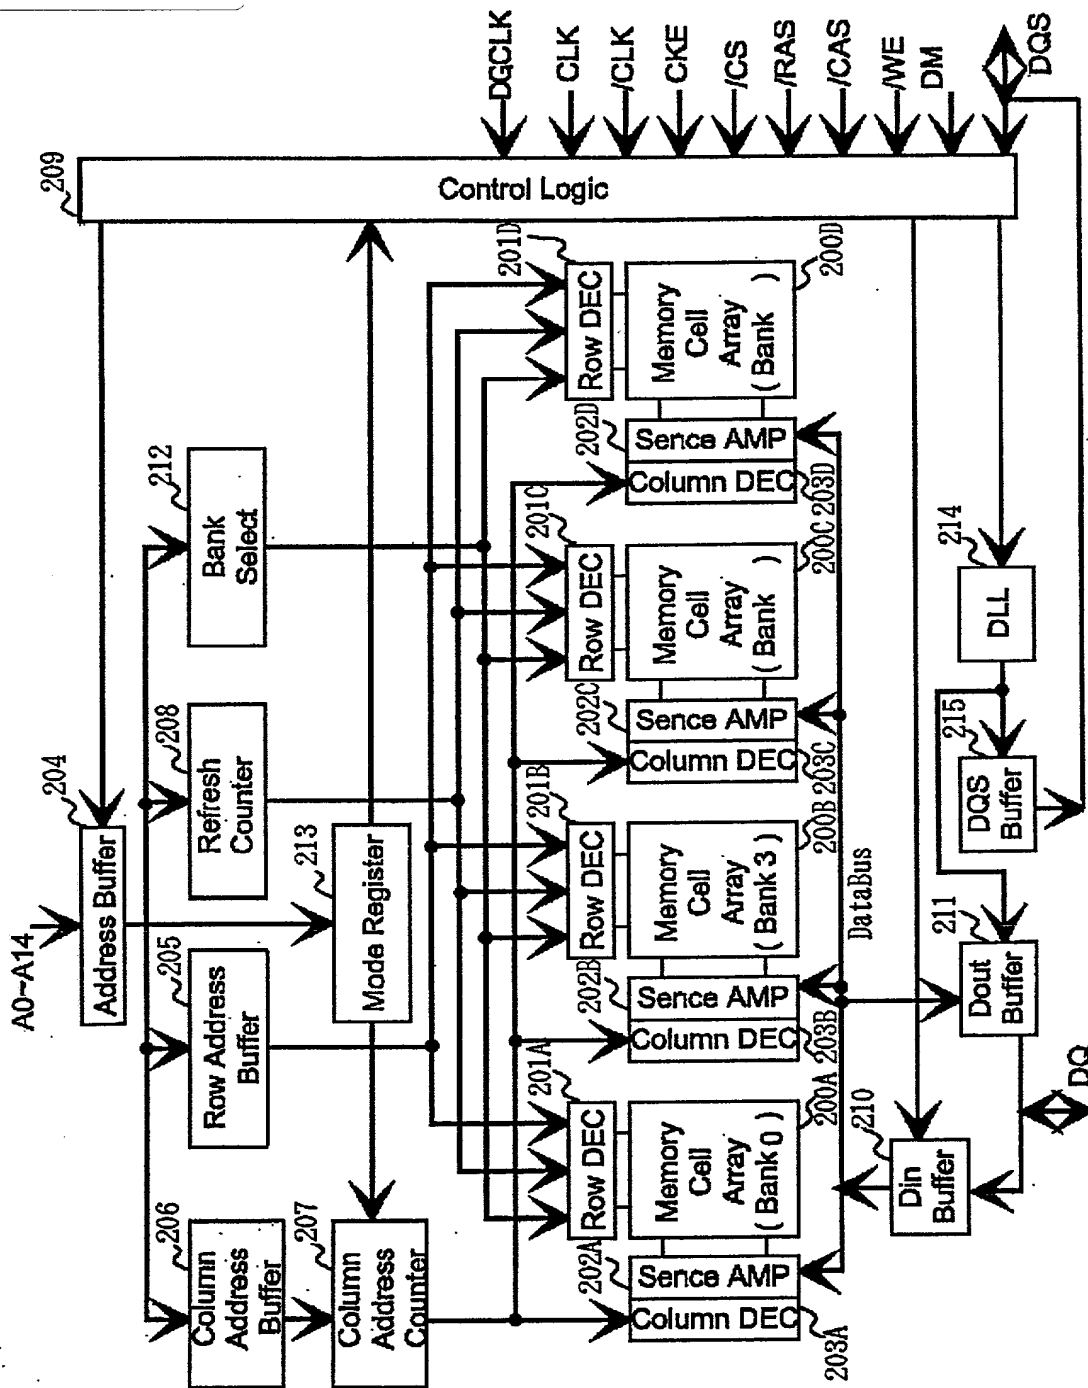 A0~A14
204
Address Buffer
209
Control Logic
DGCLK
CLK
/CLK
CKE
/CS
/RAS
/CAS
/WE
DM
DQS
206
Column
Address
Buffer
205
Row Address
Buffer
208
Refresh
Counter
212
Bank
Select
207
Column
Address
Counter
213
Mode Register
201A
Row DEC
201B
Row DEC
201C
Row DEC
201D
Row DEC
202A
Sence AMP
Column DEC
203A
Memory
Cell
Array
( Bank 0 )
200A
202B
Sence AMP
Column DEC
203B
Memory
Cell
Array
( Bank 3 )
200B
202C
Sence AMP
Column DEC
203C
Memory
Cell
Array
( Bank )
200C
202D
Sence AMP
Column DEC
203D
Memory
Cell
Array
( Bank )
200D
DataBus
210
Din
Buffer
211
Dout
Buffer
215
DQS
Buffer
214
DLL
DQ